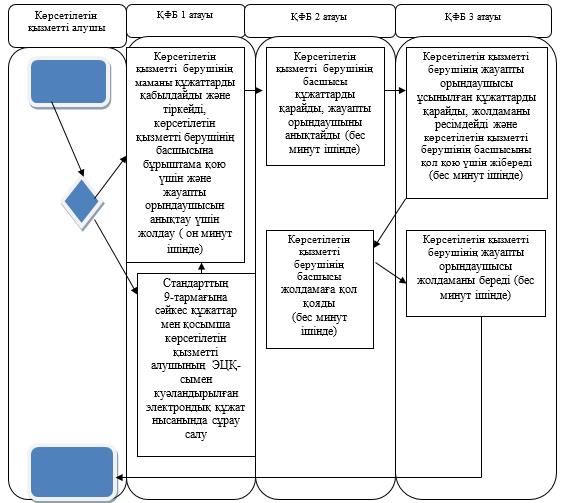 Көрсетілетін
қызметті алушы
ҚФБ 1 атауы
ҚФБ 2 атауы
ҚФБ 3 атауы
Көрсетілетін
қызметті берушінің
маманы құжаттарды
қабылдайды және
тіркейді,
көрсетілетін
қызметті берушінің
басшысына
бұрыштама қою
үшін және
жауапты
орындаушысын
анықтау үшін
жолдау ( он минут
ішінде)
Көрсетілетін
қызметті берушінің
басшысы
құжаттарды
қарайды, жауапты
орындаушыны
анықтайды (бес
минут ішінде)
Көрсетілетін қызметті
берушінің жауапты
орындаушысы
ұсынылған құжаттарды
қарайды, жолдаманы
ресімдейді және
көрсетілетін қызметті
берушінің басшысыны
қол қою үшін жібереді
(бес минут ішінде)
Көрсетілетін
қызметті
берушінің
басшысы
жолдамаға қол
қояды
(бес минут
ішінде)
Көрсетілетін қызметті
берушінің жауапты
орындаушысы
жолдаманы береді (бес
минут ішінде)
Стандарттың
9-тармағына
сәйкес құжаттар
мен қосымша
көрсетілетін
қызметті
алушының ЭЦҚ-
сымен
куәландырылған
электрондық құжат
нысанында сұрау
салу